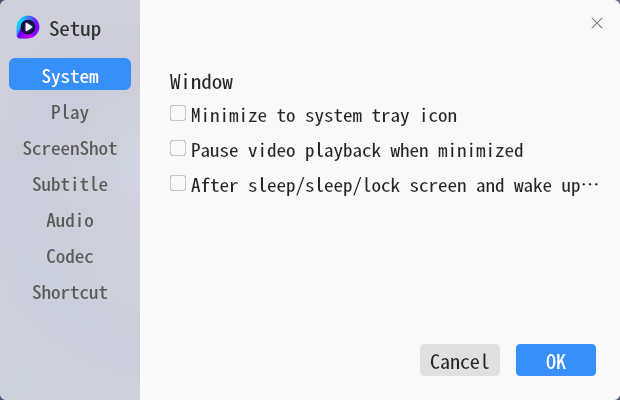 Setup
System
Play
ScreenShot
Subtitle
Audio
Codec
Shortcut
Window
Minimize to system tray icon
Pause video playback when minimized
After sleep/sleep/lock screen and wake up…
Cancel
OK